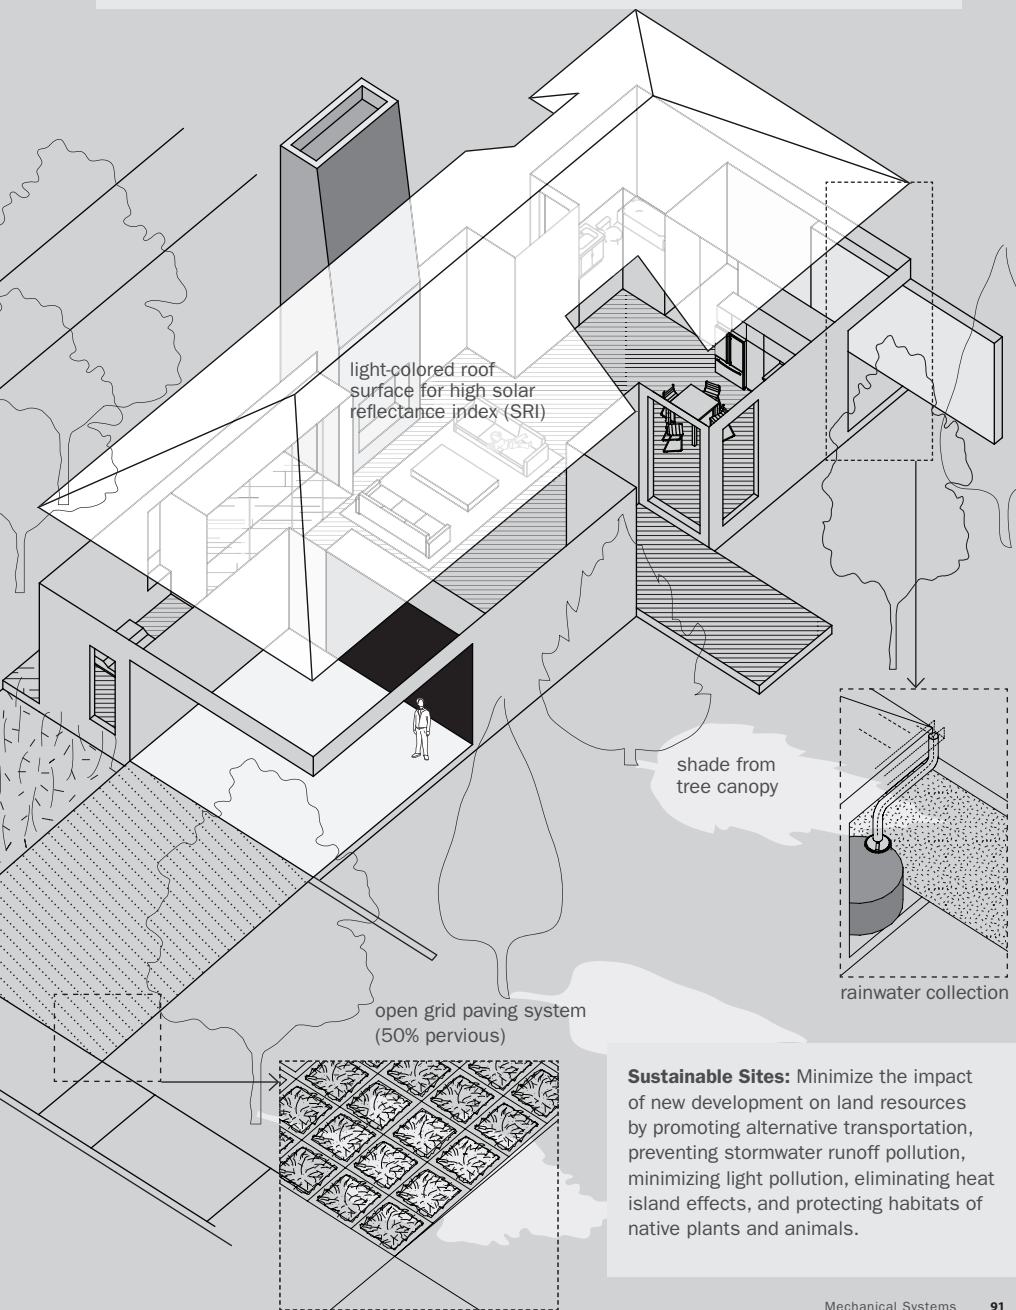 light-colored roof
surface for high solar
reflectance index (SRI)
shade from
tree canopy
rainwater collection
open grid paving system
(50% pervious)
Sustainable Sites: Minimize the impact
of new development on land resources
by promoting alternative transportation,
preventing stormwater runoff pollution,
minimizing light pollution, eliminating heat
island effects, and protecting habitats of
native plants and animals.
Mechanical Systems 91